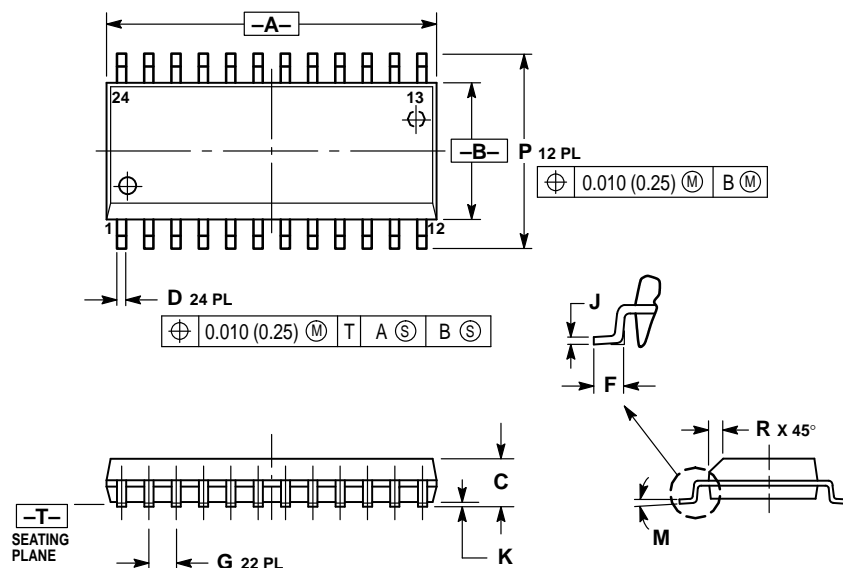 –A–
24 13
–B–
P 12 PL
⌖ 0.010 (0.25) Ⓜ B Ⓜ
1 12
D 24 PL
⌖ 0.010 (0.25) Ⓜ T A Ⓢ B Ⓢ
J
F
R X 45°
C
–T–
SEATING
PLANE
G 22 PL
K
M